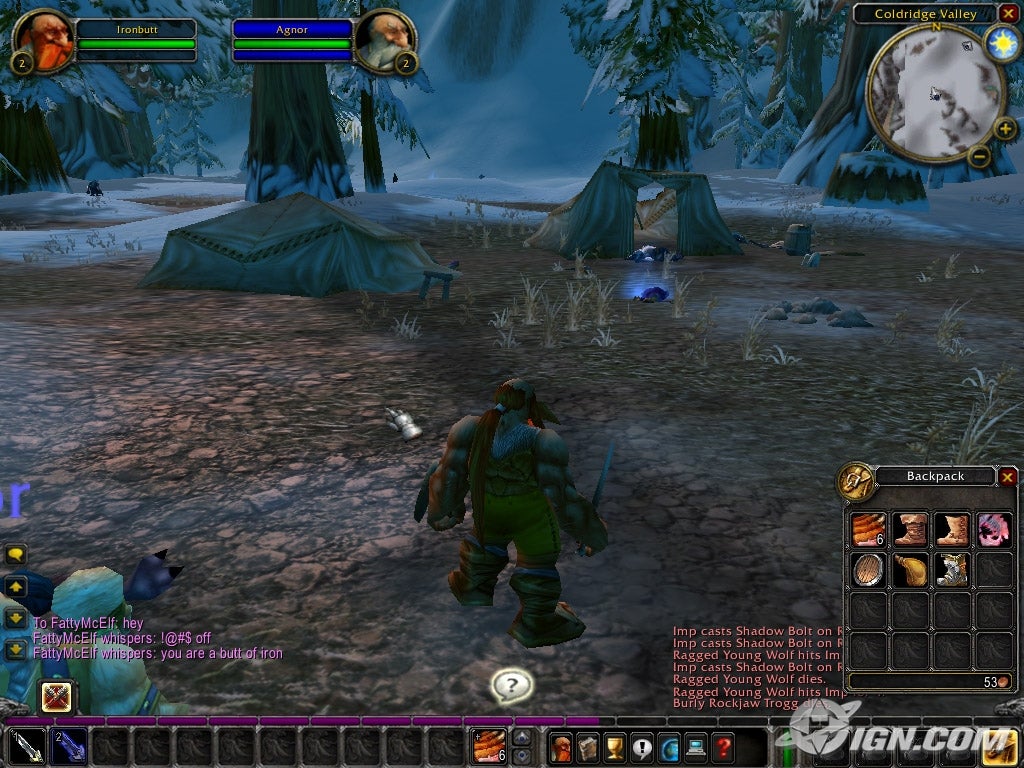 Ironbutt
2
Agnor
2
Coldridge Valley
N
or
Backpack
6
To FattyMcElf: hey
FattyMcElf whispers: !@#$ off
FattyMcElf whispers: you are a butt of iron
Imp casts Shadow Bolt on R
Imp casts Shadow Bolt on R
Ragged Young Wolf hits Im
Imp casts Shadow Bolt on R
Ragged Young Wolf dies.
Ragged Young Wolf hits Imp
Burly Rockjaw Trogg dies.
53
?
2
6
!
?
IGN.COM